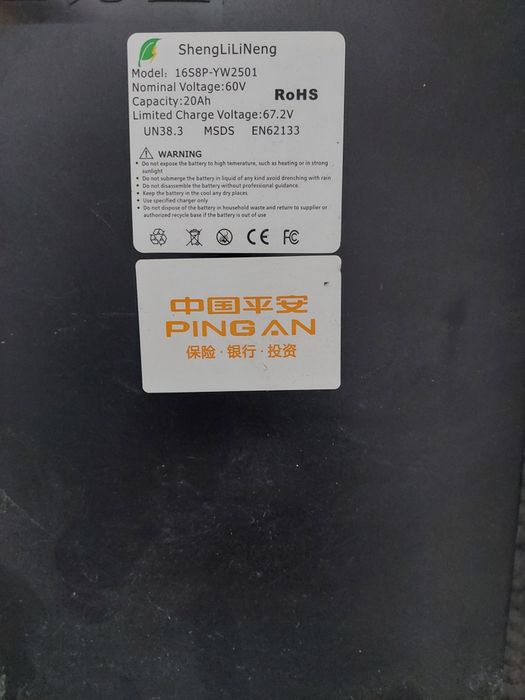 ShengLiLiNeng
Model: 16S8P-YW2501
Nominal Voltage:60V
Capacity:20Ah
RoHS
Limited Charge Voltage:67.2V
UN38.3 MSDS EN62133
WARNING
• Do not expose the battery to high temerature, such as heating or in strong
sunlight
• Do not submerge the battery in liquid of any kind avoid drenching with rain
• Do not disassemble the battery without professional guidance.
• Keep the battery in the cool any dry places.
• Use specified charger only
• Do not dispose of the battery in household waste and return to supplier or
authorized recycle base if the battery is out of use
CE FC
中国平安
PING AN
保险·银行·投资